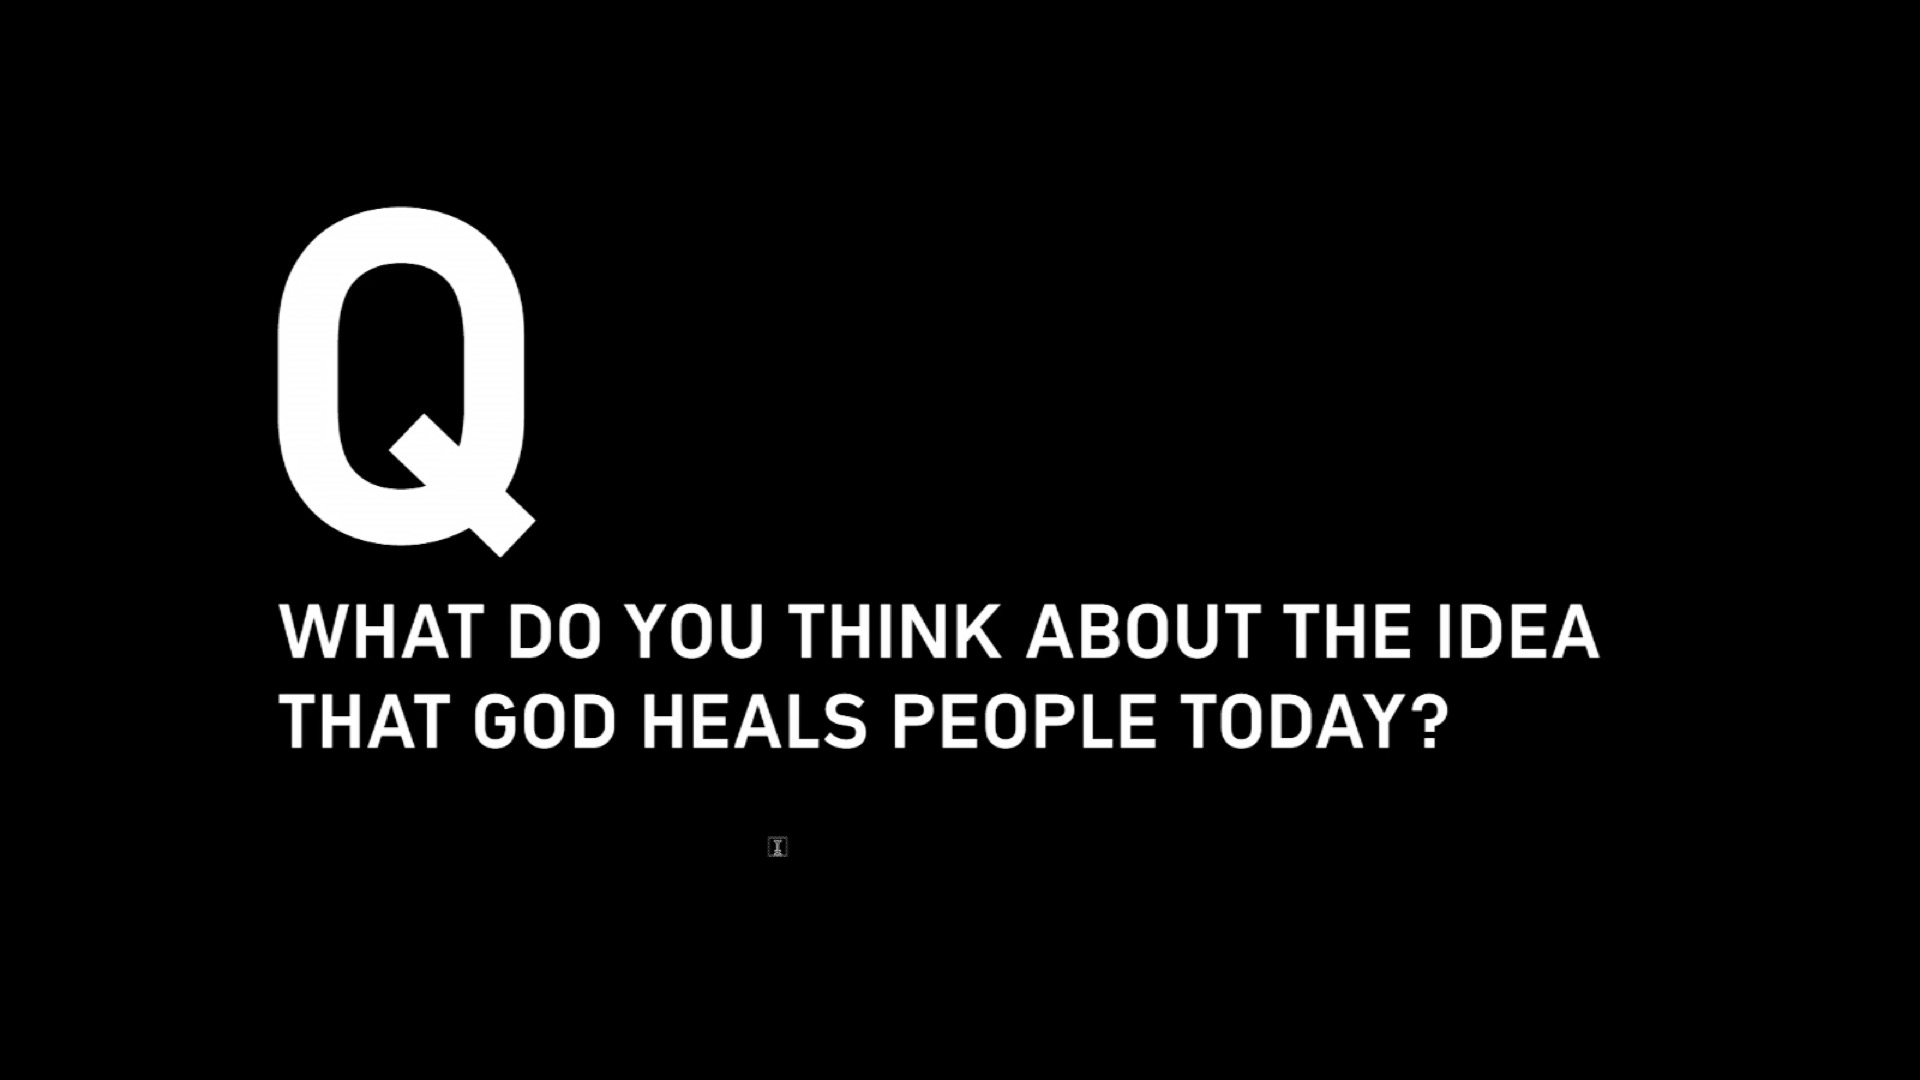 Q
WHAT DO YOU THINK ABOUT THE IDEA
THAT GOD HEALS PEOPLE TODAY?